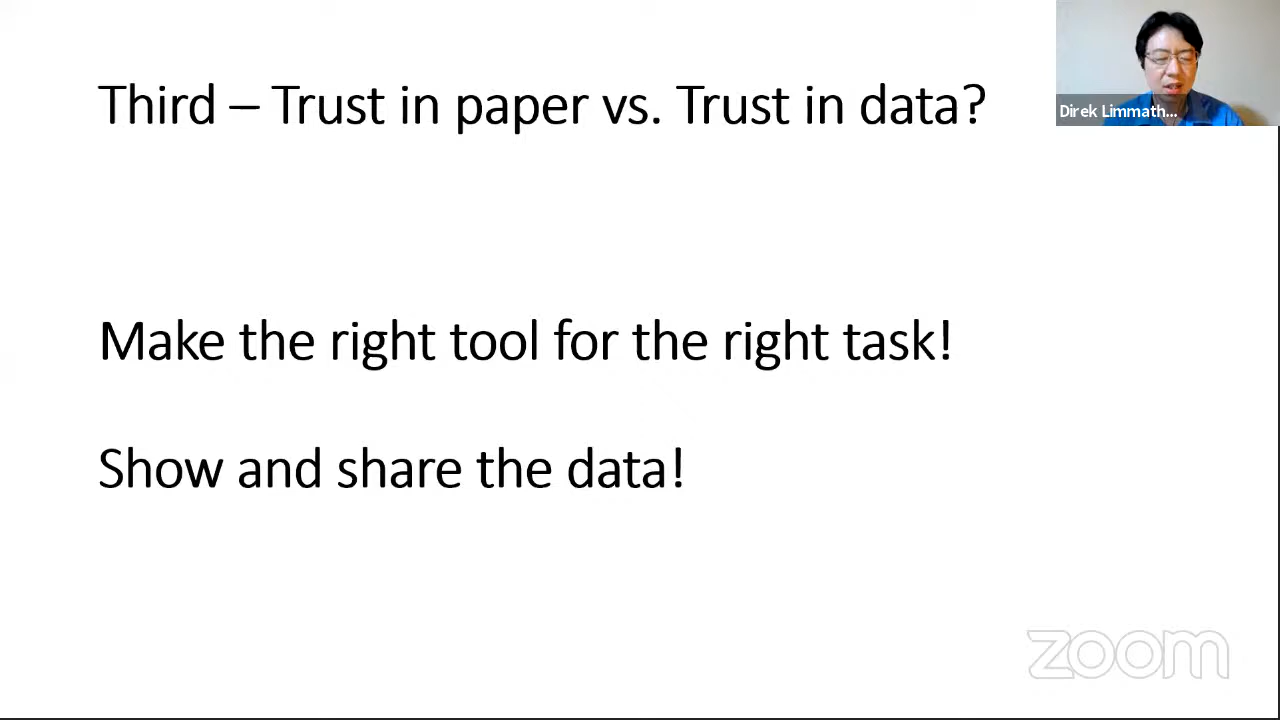 Third – Trust in paper vs. Trust in data?
Direk Limmath...
Make the right tool for the right task!
Show and share the data!
zoom